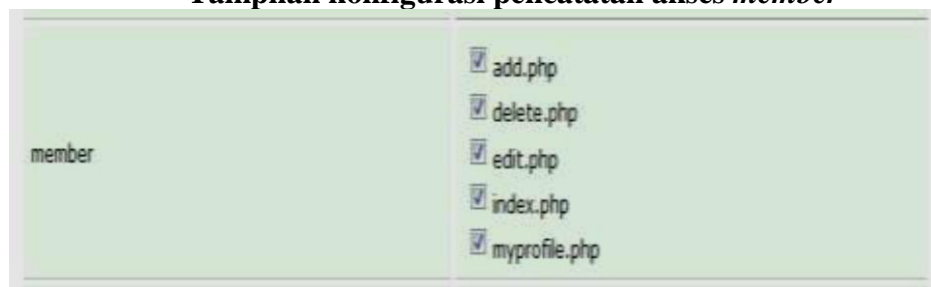 Tampilan konfigurasi pencatatan akses member
add.php
delete.php
member
edit.php
index.php
myprofile.php